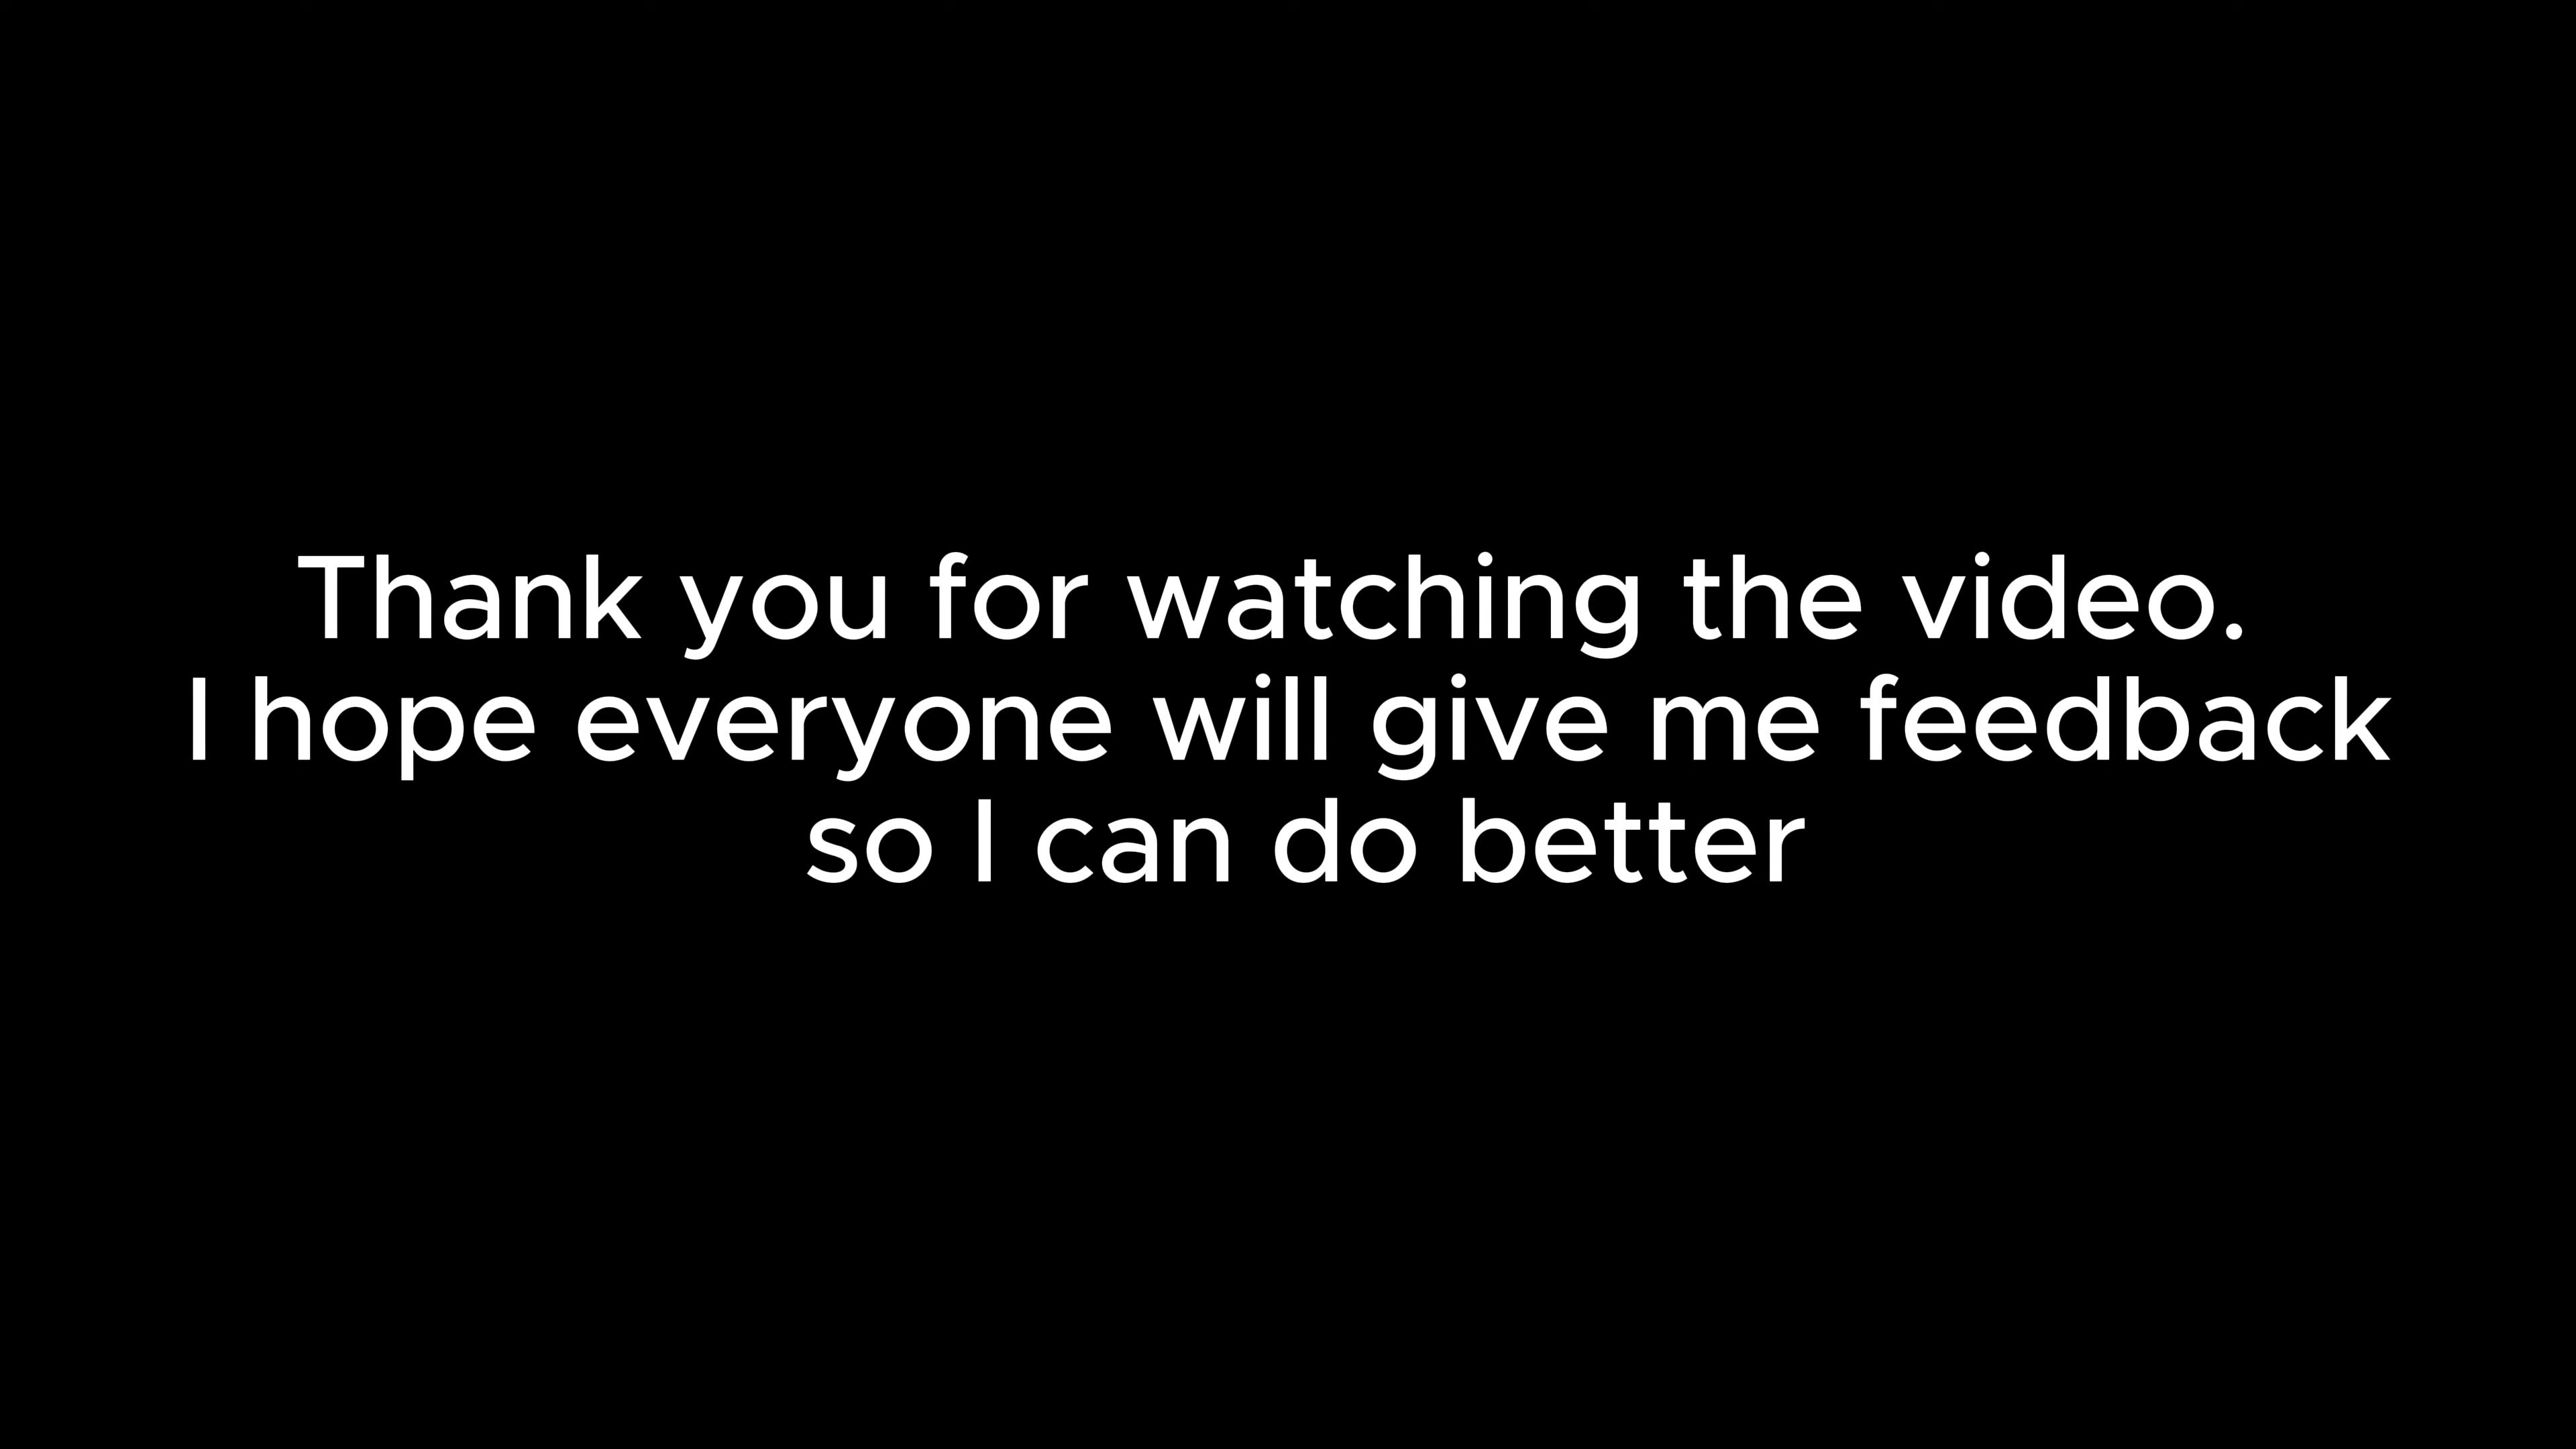 Thank you for watching the video.
I hope everyone will give me feedback
so I can do better